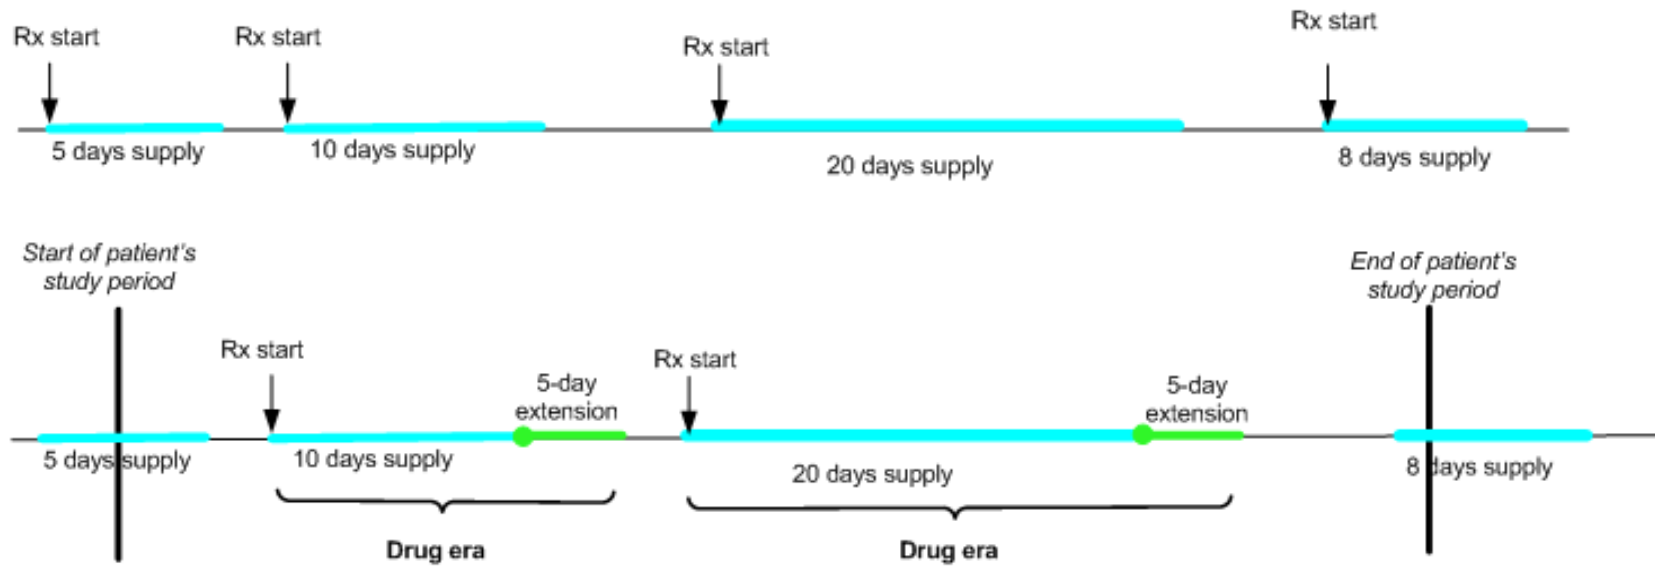 Rx start
Rx start
Rx start
Rx start
5 days supply
10 days supply
20 days supply
8 days supply
Start of patient's
study period
End of patient's
study period
Rx start
Rx start
5-day
extension
5-day
extension
5 days supply
10 days supply
20 days supply
8 days supply
Drug era
Drug era